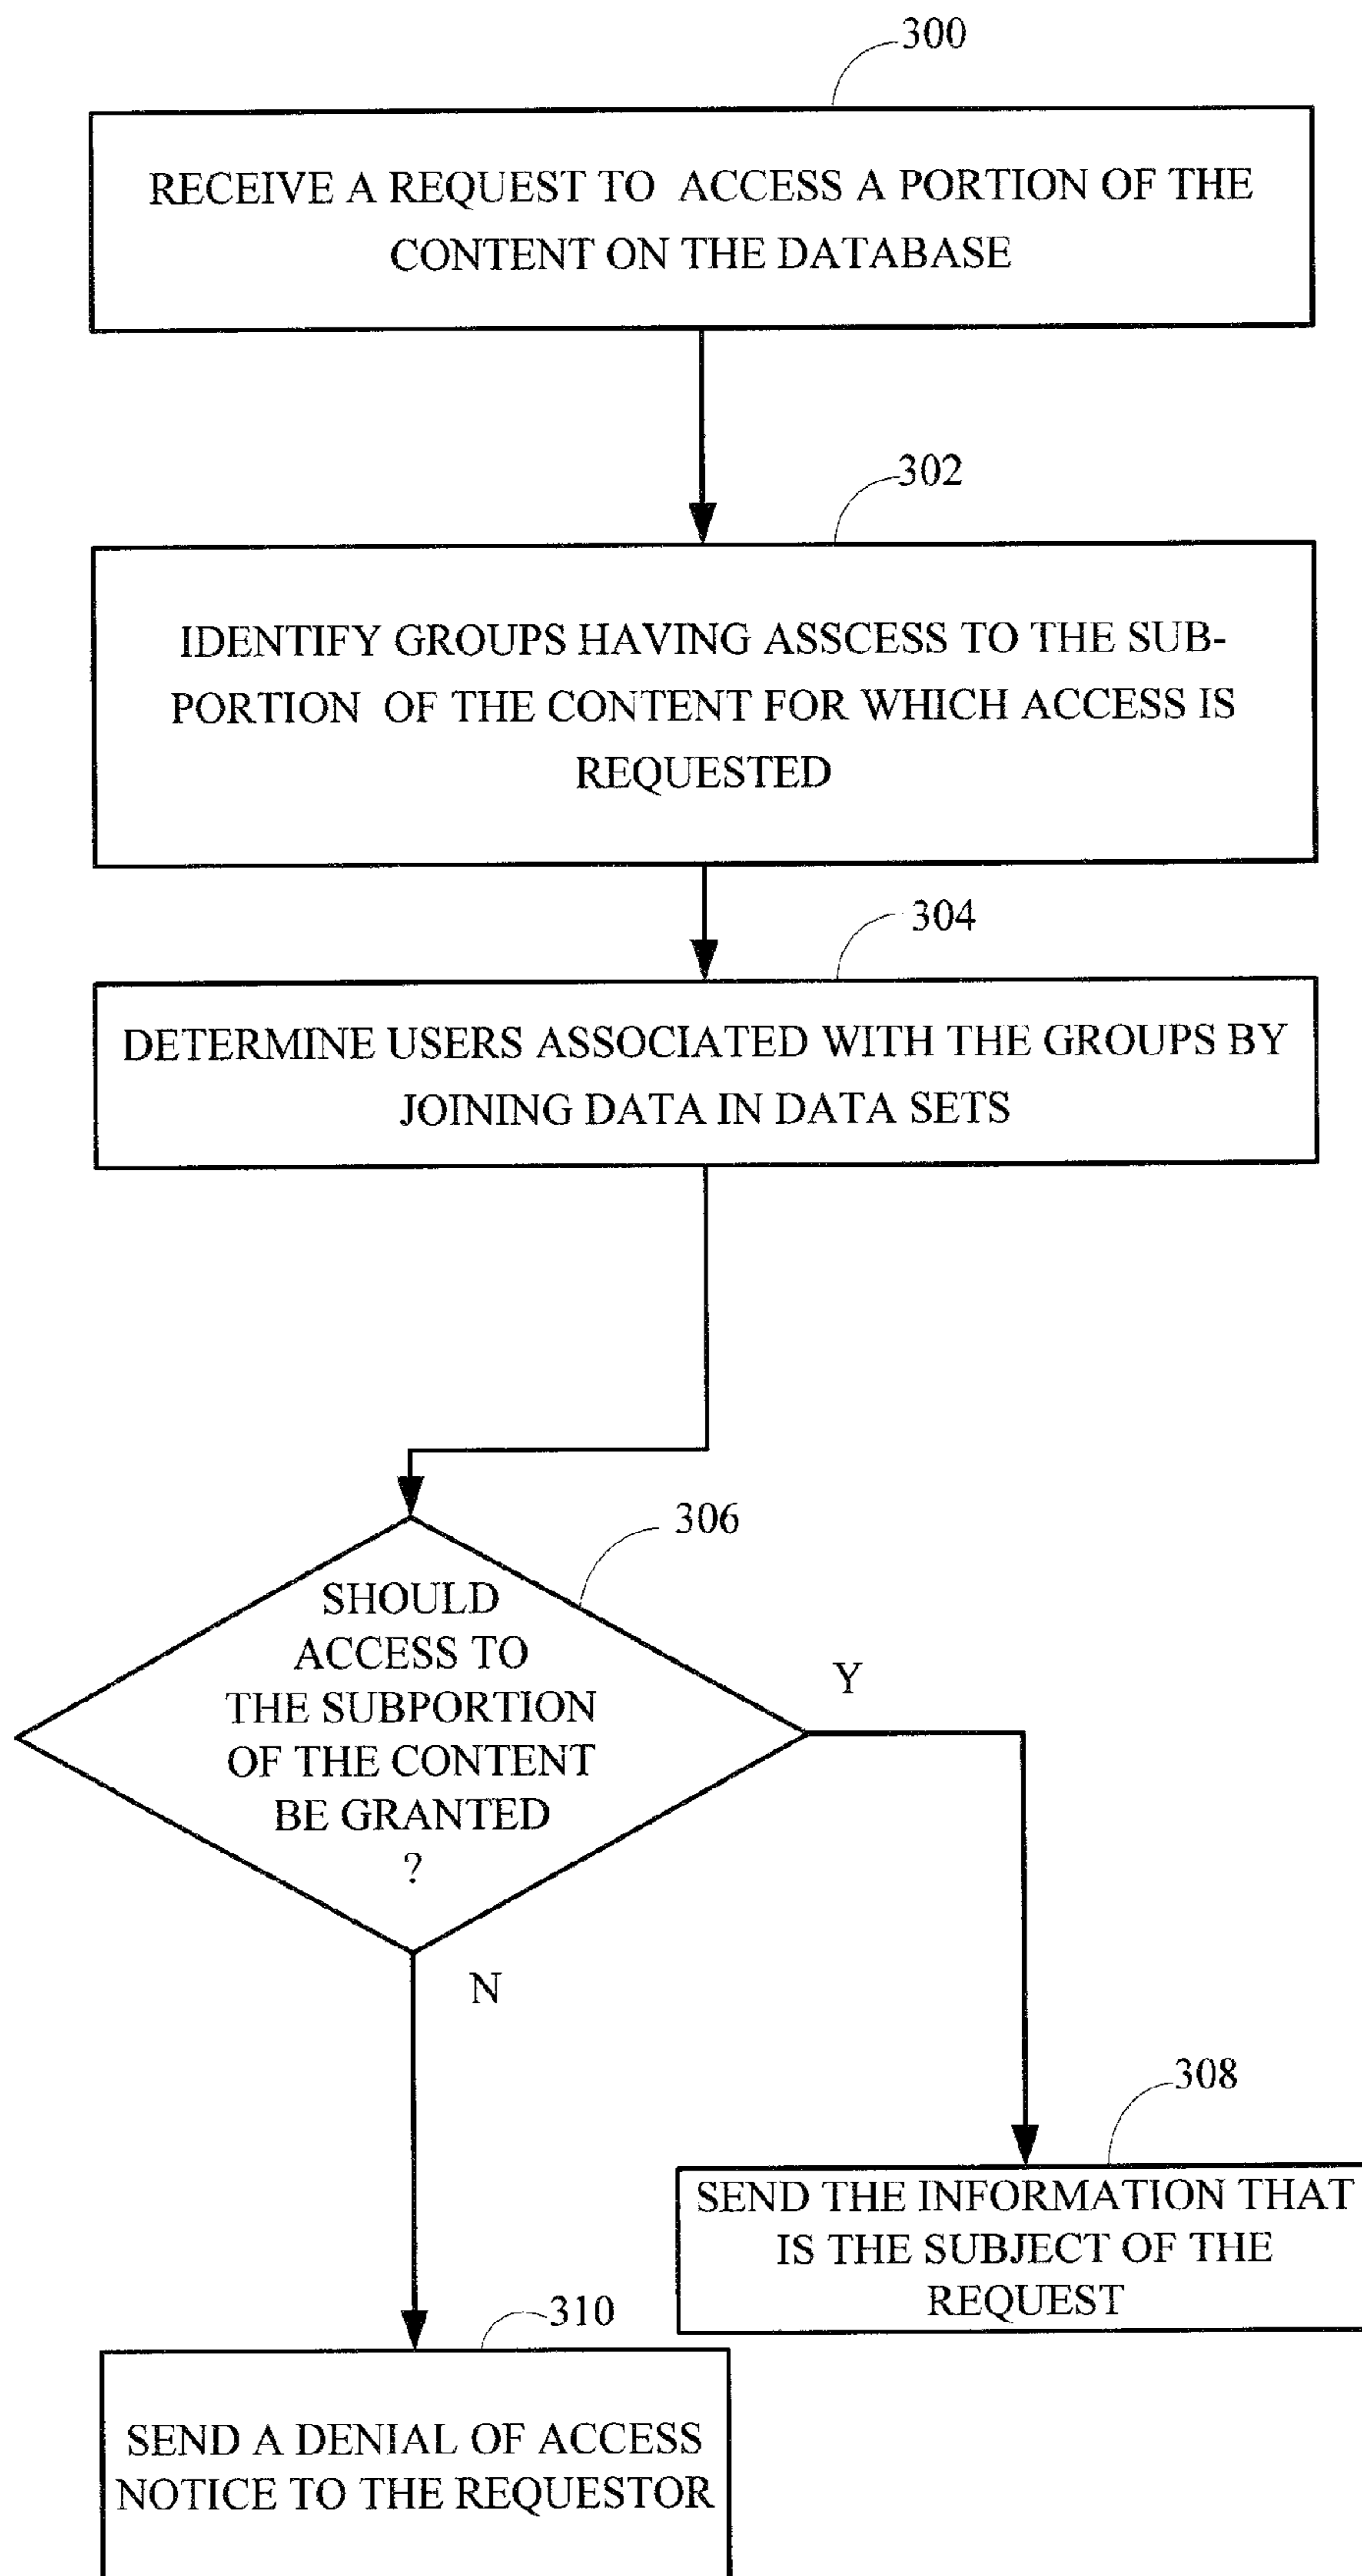 300
RECEIVE A REQUEST TO ACCESS A PORTION OF THE
CONTENT ON THE DATABASE
302
IDENTIFY GROUPS HAVING ASSCESS TO THE SUB-
PORTION OF THE CONTENT FOR WHICH ACCESS IS
REQUESTED
304
DETERMINE USERS ASSOCIATED WITH THE GROUPS BY
JOINING DATA IN DATA SETS
306
SHOULD
ACCESS TO
THE SUBPORTION
OF THE CONTENT
BE GRANTED
?
Y
N
308
SEND THE INFORMATION THAT
IS THE SUBJECT OF THE
REQUEST
310
SEND A DENIAL OF ACCESS
NOTICE TO THE REQUESTOR